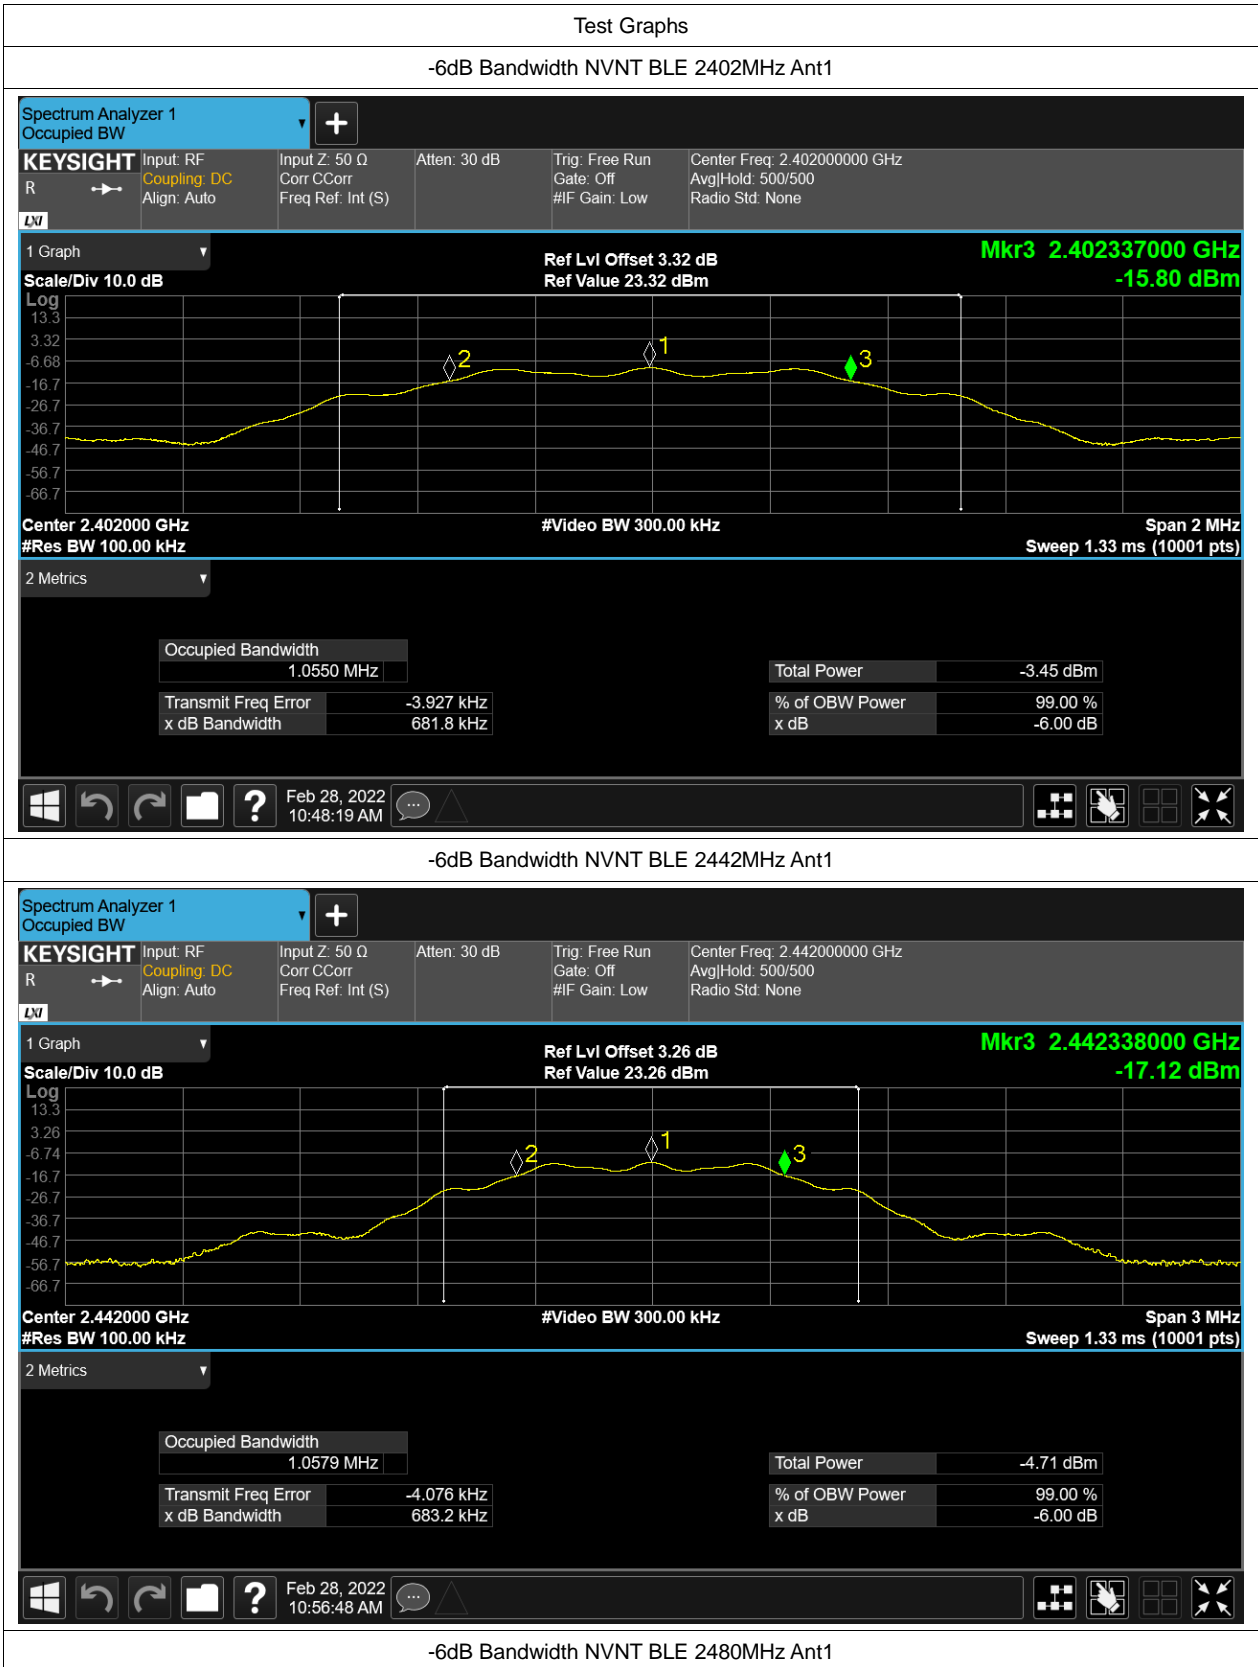 Test Graphs
-6dB Bandwidth NVNT BLE 2402MHz Ant1
Spectrum Analyzer 1
Occupied BW
KEYSIGHT Input: RF Input Z: 50 Ω Atten: 30 dB Trig: Free Run Center Freq: 2.402000000 GHz
R Coupling: DC Corr CCorr Gate: Off Avg|Hold: 500/500
Align: Auto Freq Ref: Int (S) #IF Gain: Low Radio Std: None
LXI
1 Graph Ref Lvl Offset 3.32 dB Mkr3 2.402337000 GHz
Scale/Div 10.0 dB Ref Value 23.32 dBm -15.80 dBm
Log
13.3
3.32
-6.68
-16.7
-26.7
-36.7
-46.7
-56.7
-66.7
2 1 3
Center 2.402000 GHz #Video BW 300.00 kHz Span 2 MHz
#Res BW 100.00 kHz Sweep 1.33 ms (10001 pts)
2 Metrics
Occupied Bandwidth
1.0550 MHz Total Power -3.45 dBm
Transmit Freq Error -3.927 kHz % of OBW Power 99.00 %
x dB Bandwidth 681.8 kHz x dB -6.00 dB
Feb 28, 2022
10:48:19 AM
-6dB Bandwidth NVNT BLE 2442MHz Ant1
Spectrum Analyzer 1
Occupied BW
KEYSIGHT Input: RF Input Z: 50 Ω Atten: 30 dB Trig: Free Run Center Freq: 2.442000000 GHz
R Coupling: DC Corr CCorr Gate: Off Avg|Hold: 500/500
Align: Auto Freq Ref: Int (S) #IF Gain: Low Radio Std: None
LXI
1 Graph Ref Lvl Offset 3.26 dB Mkr3 2.442338000 GHz
Scale/Div 10.0 dB Ref Value 23.26 dBm -17.12 dBm
Log
13.3
3.26
-6.74
-16.7
-26.7
-36.7
-46.7
-56.7
-66.7
2 1 3
Center 2.442000 GHz #Video BW 300.00 kHz Span 3 MHz
#Res BW 100.00 kHz Sweep 1.33 ms (10001 pts)
2 Metrics
Occupied Bandwidth
1.0579 MHz Total Power -4.71 dBm
Transmit Freq Error -4.076 kHz % of OBW Power 99.00 %
x dB Bandwidth 683.2 kHz x dB -6.00 dB
Feb 28, 2022
10:56:48 AM
-6dB Bandwidth NVNT BLE 2480MHz Ant1